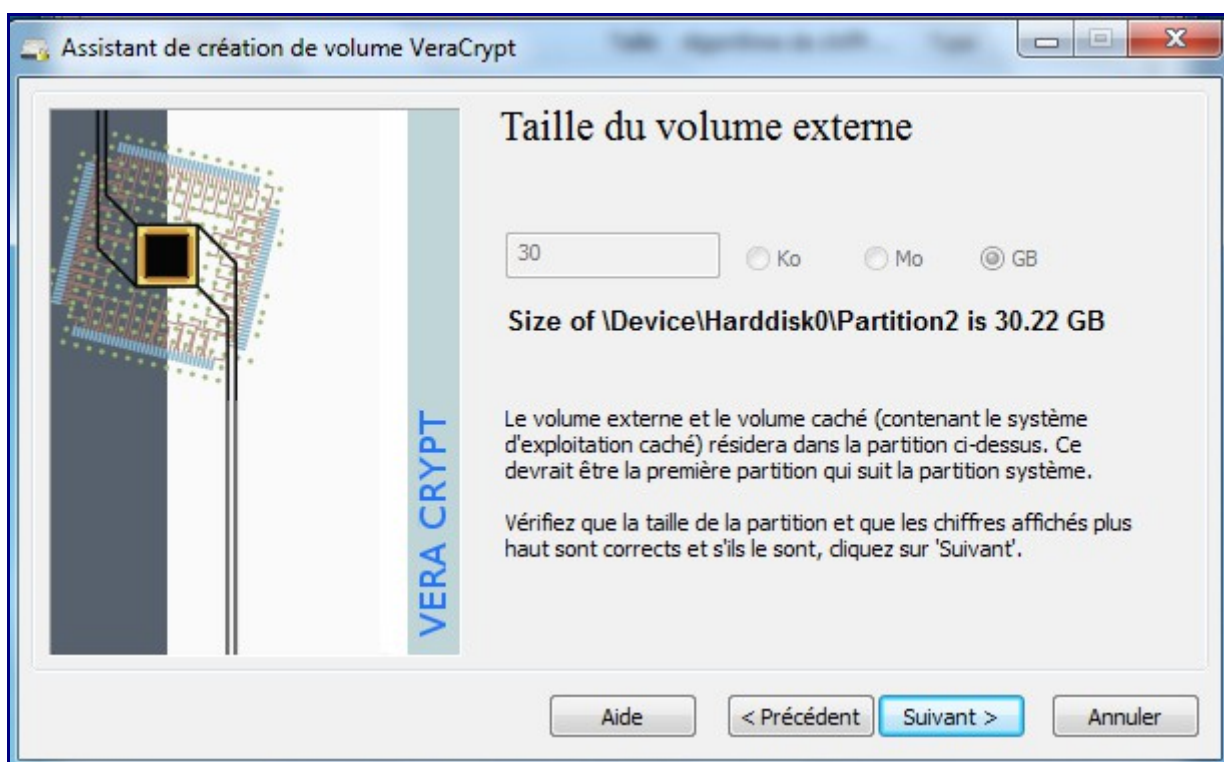 Assistant de création de volume VeraCrypt
Taille du volume externe
30
Ko
Mo
GB
Size of \Device\Harddisk0\Partition2 is 30.22 GB
Le volume externe et le volume caché (contenant le système
d'exploitation caché) résidera dans la partition ci-dessus. Ce
devrait être la première partition qui suit la partition système.
Vérifiez que la taille de la partition et que les chiffres affichés plus
haut sont corrects et s'ils le sont, cliquez sur 'Suivant'.
VERA CRYPT
Aide
< Précédent
Suivant >
Annuler